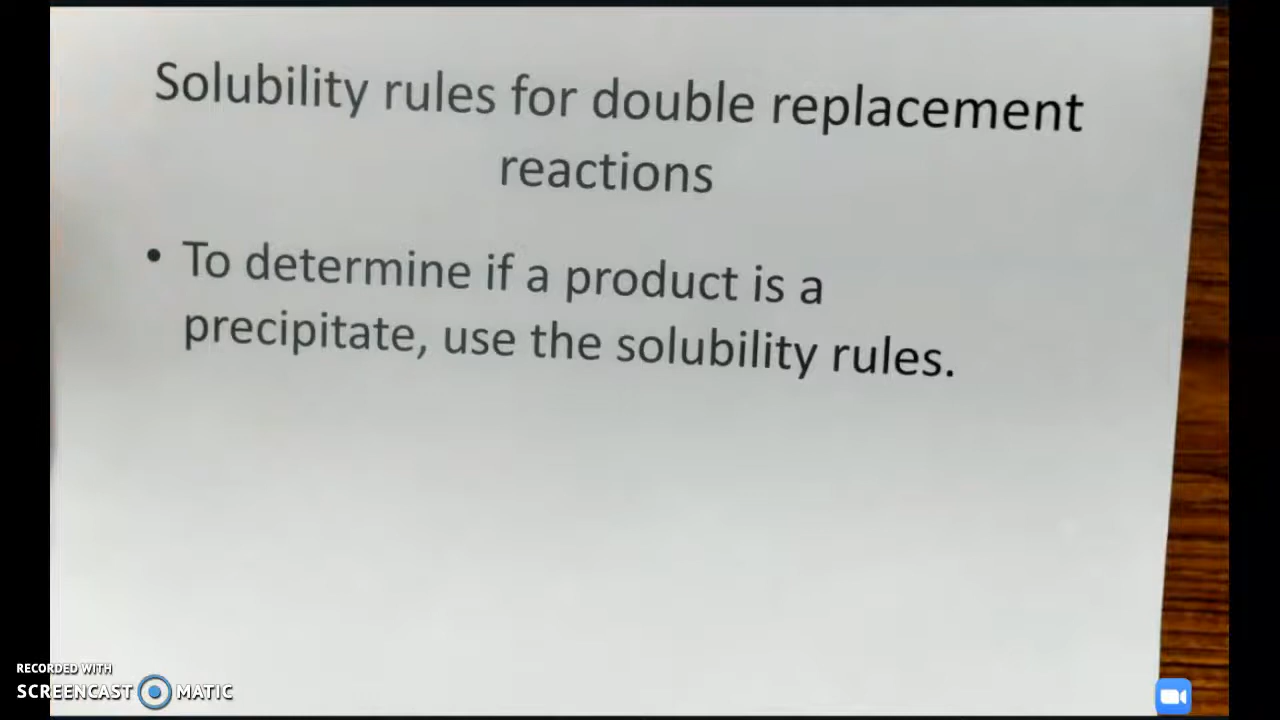 Solubility rules for double replacement
reactions
• To determine if a product is a
precipitate, use the solubility rules.
RECORDED WITH
SCREENCAST MATIC